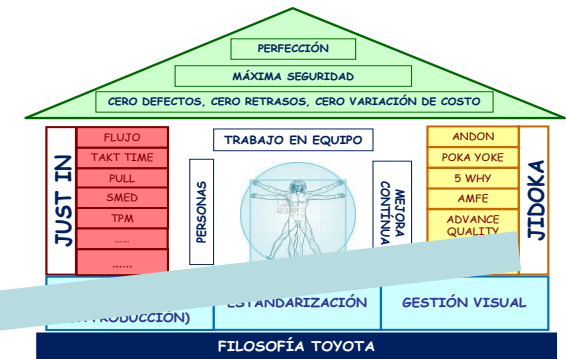 PERFECCIÓN
MÁXIMA SEGURIDAD
CERO DEFECTOS, CERO RETRASOS, CERO VARIACIÓN DE COSTO
JUST IN
FLUJO
TAKT TIME
PULL
SMED
TPM
……
……
PERSONAS
TRABAJO EN EQUIPO
MEJORA
CONTÍNUA
ANDON
POKA YOKE
5 WHY
AMFE
ADVANCE
QUALITY
JIDOKA
ESTANDARIZACIÓN
GESTIÓN VISUAL
FILOSOFÍA TOYOTA